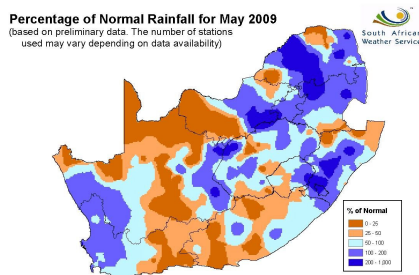 Percentage of Normal Rainfall for May 2009
(based on preliminary data. The number of stations
used may vary depending on data availability)
South African
Weather Service
% of Normal
0 - 25
25 - 50
50 - 100
100 - 200
200 - 1,000